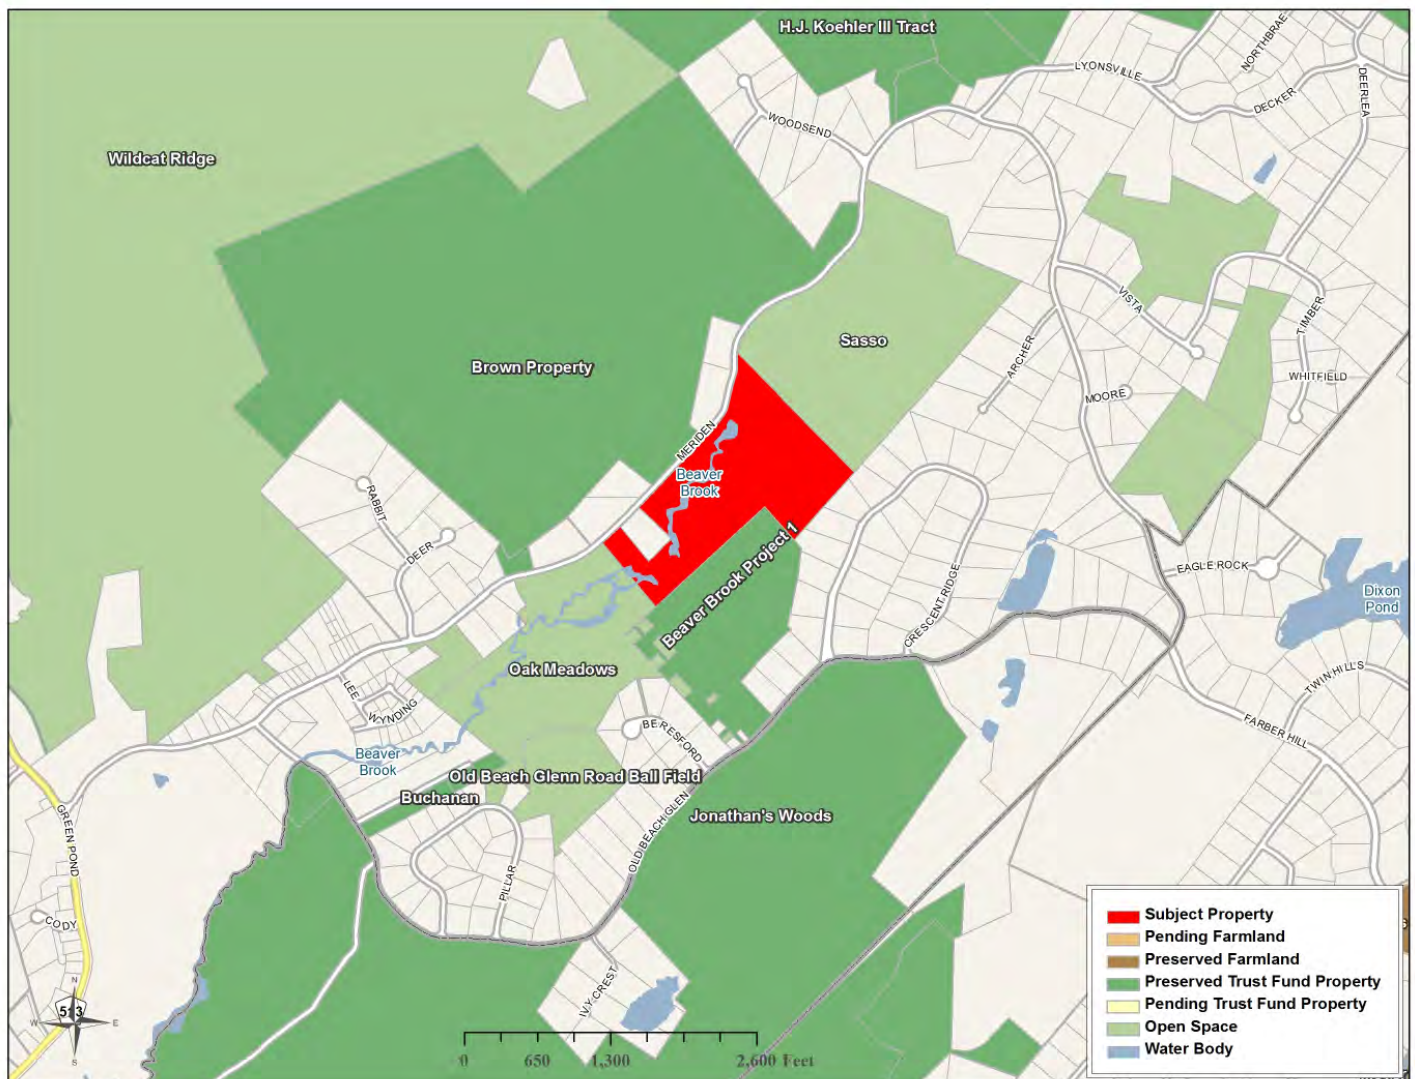 H.J. Koehler III Tract
LYONSVILLE
NORTHBRAE
DEERLEA
DECKER
WOODSEND
Wildcat Ridge
VISTA
TIMBER
Sasso
ARCHER
Brown Property
WHITFIELD
MOORE
MERIDEN
Beaver
Brook
RABBIT
DEER
Beaver Brook Project 1
EAGLE ROCK
CRESCENT RIDGE
Dixon
Pond
Oak Meadows
LEE
WYNDING
TWIN HILLS
BERESFORD
FARBER HILL
Beaver
Brook
Old Beach Glenn Road Ball Field
Buchanan
Jonathan's Woods
GREEN POND
OLD BEACH GLEN
PILLAR
CODY
IVY CREST
N
W
E
S
513
0
650
1,300
2,600 Feet
Subject Property
Pending Farmland
Preserved Farmland
Preserved Trust Fund Property
Pending Trust Fund Property
Open Space
Water Body